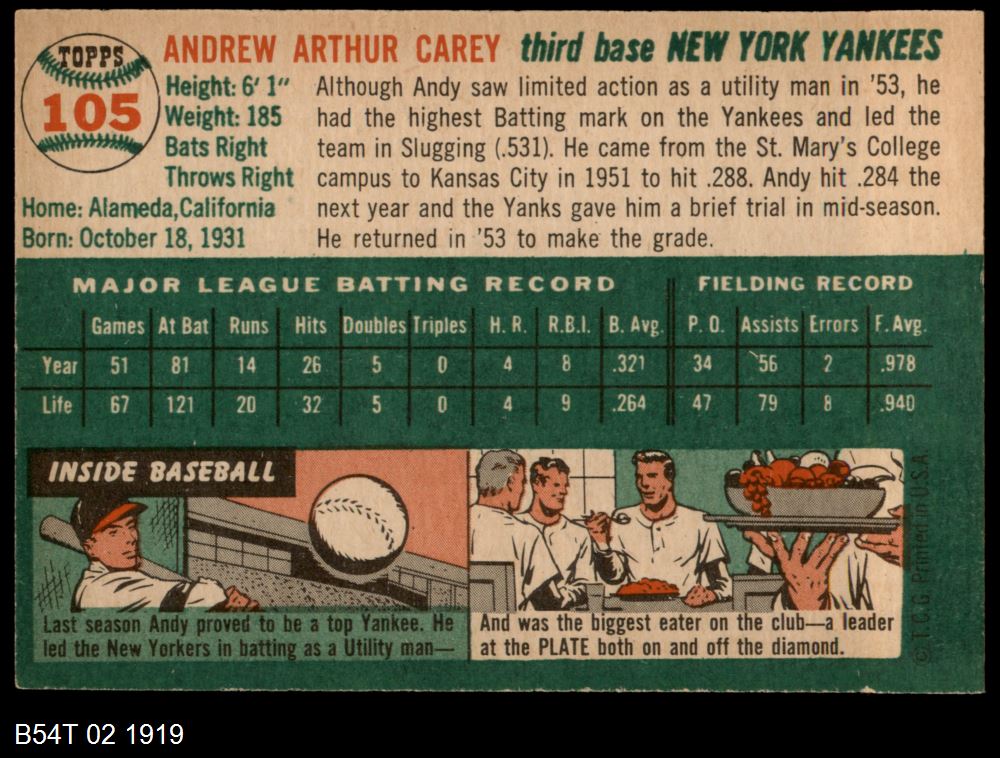 TOPPS
105
ANDREW ARTHUR CAREY third base NEW YORK YANKEES
Height: 6' 1"
Weight: 185
Bats Right
Throws Right
Home: Alameda, California
Born: October 18, 1931
Although Andy saw limited action as a utility man in '53, he
had the highest Batting mark on the Yankees and led the
team in Slugging (.531). He came from the St. Mary's College
campus to Kansas City in 1951 to hit .288. Andy hit .284 the
next year and the Yanks gave him a brief trial in mid-season.
He returned in '53 to make the grade.
MAJOR LEAGUE BATTING RECORD FIELDING RECORD
Games At Bat Runs Hits Doubles Triples H. R. R.B.I. B. Avg. P. O. Assists Errors F. Avg.
Year 51 81 14 26 5 0 4 8 .321 34 56 2 .978
Life 67 121 20 32 5 0 4 9 .264 47 79 8 .940
INSIDE BASEBALL
Last season Andy proved to be a top Yankee. He
led the New Yorkers in batting as a Utility man—
And was the biggest eater on the club—a leader
at the PLATE both on and off the diamond.
© T.C.G. Printed in U.S.A.
B54T 02 1919